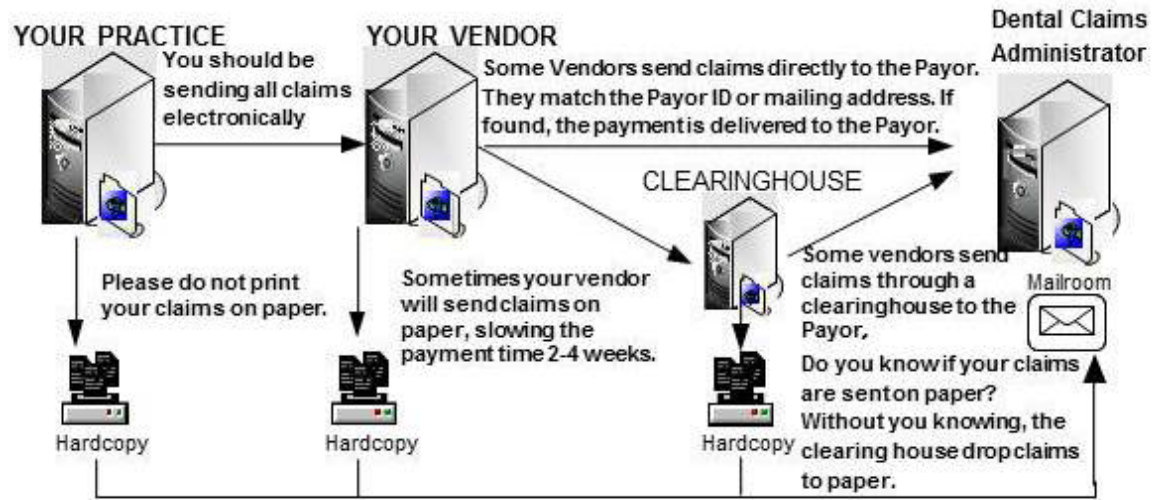 YOUR PRACTICE
You should be
sending all claims
electronically
YOUR VENDOR
Some Vendors send claims directly to the Payor.
They match the Payor ID or mailing address. If
found, the payment is delivered to the Payor.
Dental Claims
Administrator
CLEARINGHOUSE
Please do not print
your claims on paper.
Sometimes your vendor
will send claims on
paper, slowing the
payment time 2-4 weeks.
Some vendors send
claims through a
clearinghouse to the
Payor,
Mailroom
Do you know if your claims
are sent on paper?
Without you knowing, the
clearing house drop claims
to paper.
Hardcopy
Hardcopy
Hardcopy